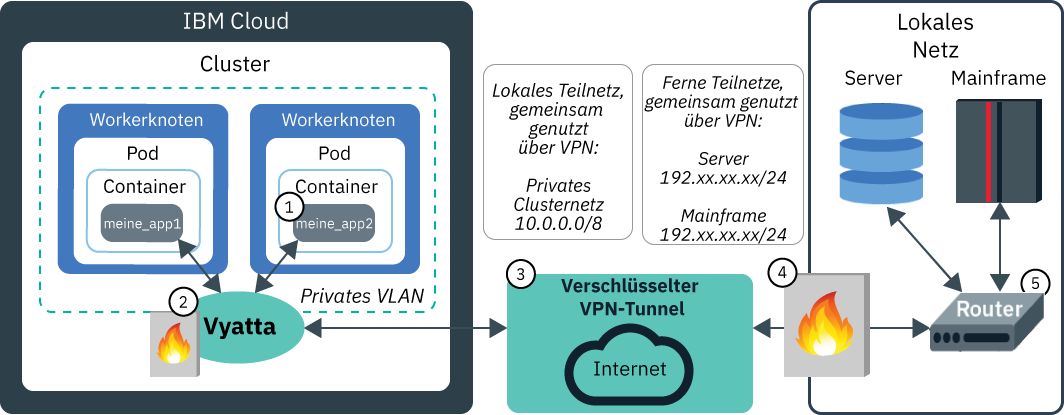 IBM Cloud
Cluster
Workerknoten
Pod
Container
meine_app1
Workerknoten
Pod
Container
1
meine_app2
2
Vyatta
Privates VLAN
Lokales Teilnetz,
gemeinsam
genutzt
über VPN:
Privates
Clusternetz
10.0.0.0/8
Ferne Teilnetze,
gemeinsam genutzt
über VPN:
Server
192.xx.xx.xx/24
Mainframe
192.xx.xx.xx/24
3
Verschlüsselter
VPN-Tunnel
Internet
4
Lokales
Netz
Server
Mainframe
5
Router